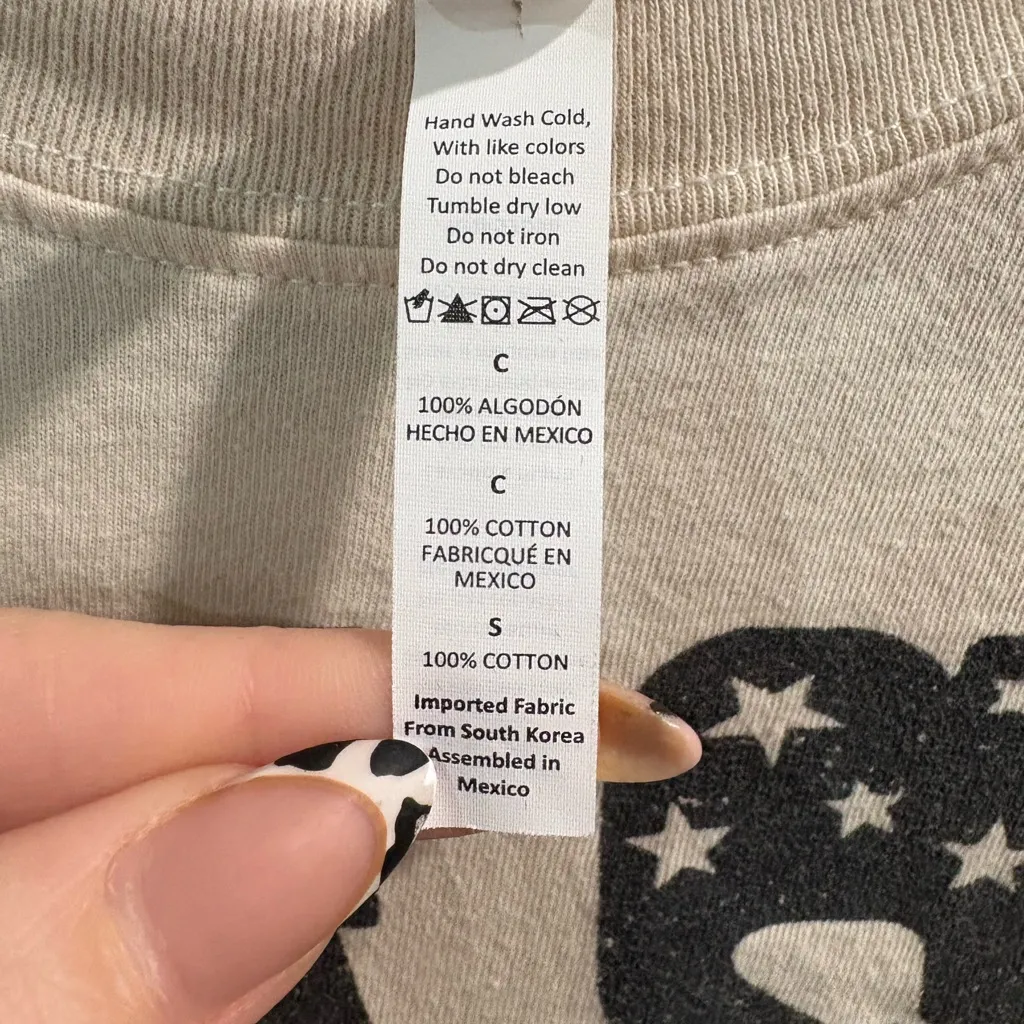 Hand Wash Cold,
With like colors
Do not bleach
Tumble dry low
Do not iron
Do not dry clean
C
100% ALGODÓN
HECHO EN MEXICO
C
100% COTTON
FABRICQUÉ EN
MEXICO
S
100% COTTON
Imported Fabric
From South Korea
Assembled in
Mexico